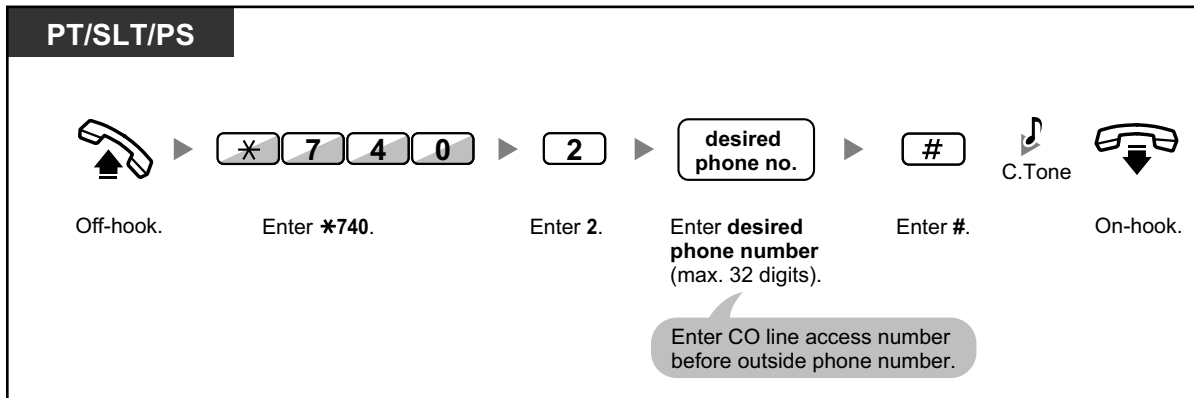 PT/SLT/PS
✳ 7 4 0
2
desired
phone no.
#
C.Tone
Off-hook.
Enter ✳740.
Enter 2.
Enter desired
phone number
(max. 32 digits).
Enter #.
On-hook.
Enter CO line access number
before outside phone number.